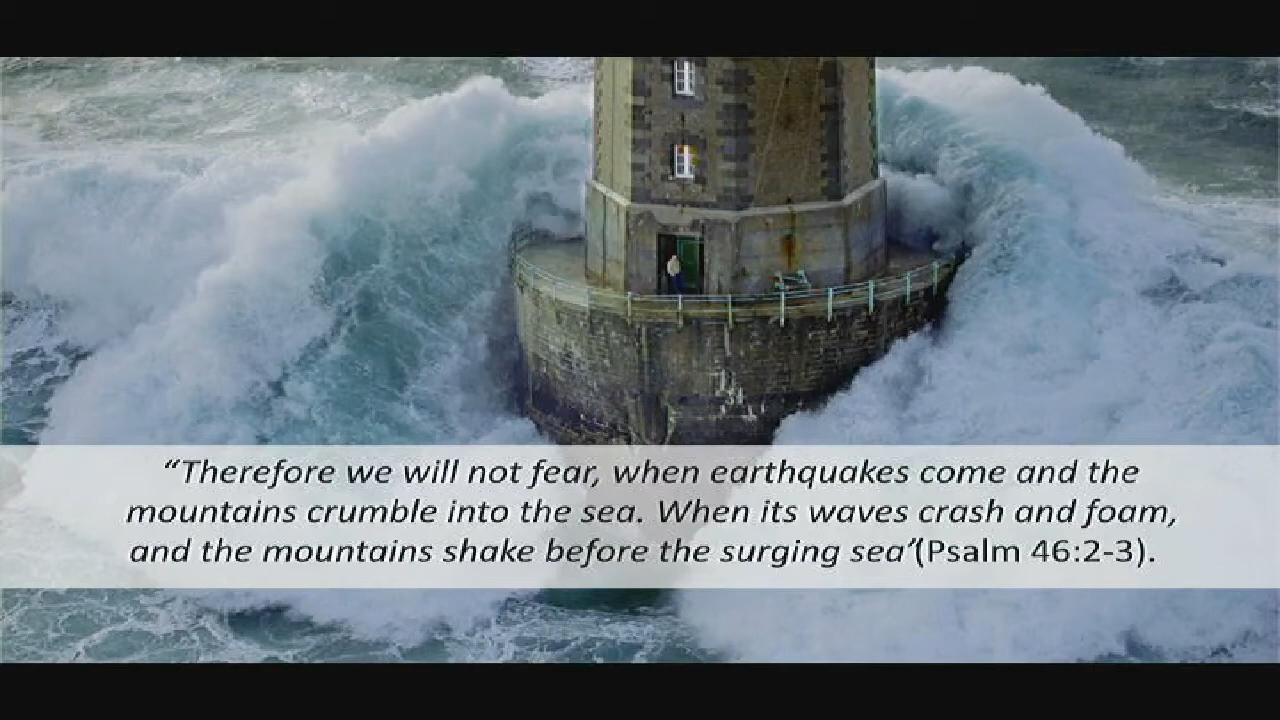 “Therefore we will not fear, when earthquakes come and the
mountains crumble into the sea. When its waves crash and foam,
and the mountains shake before the surging sea”(Psalm 46:2-3).